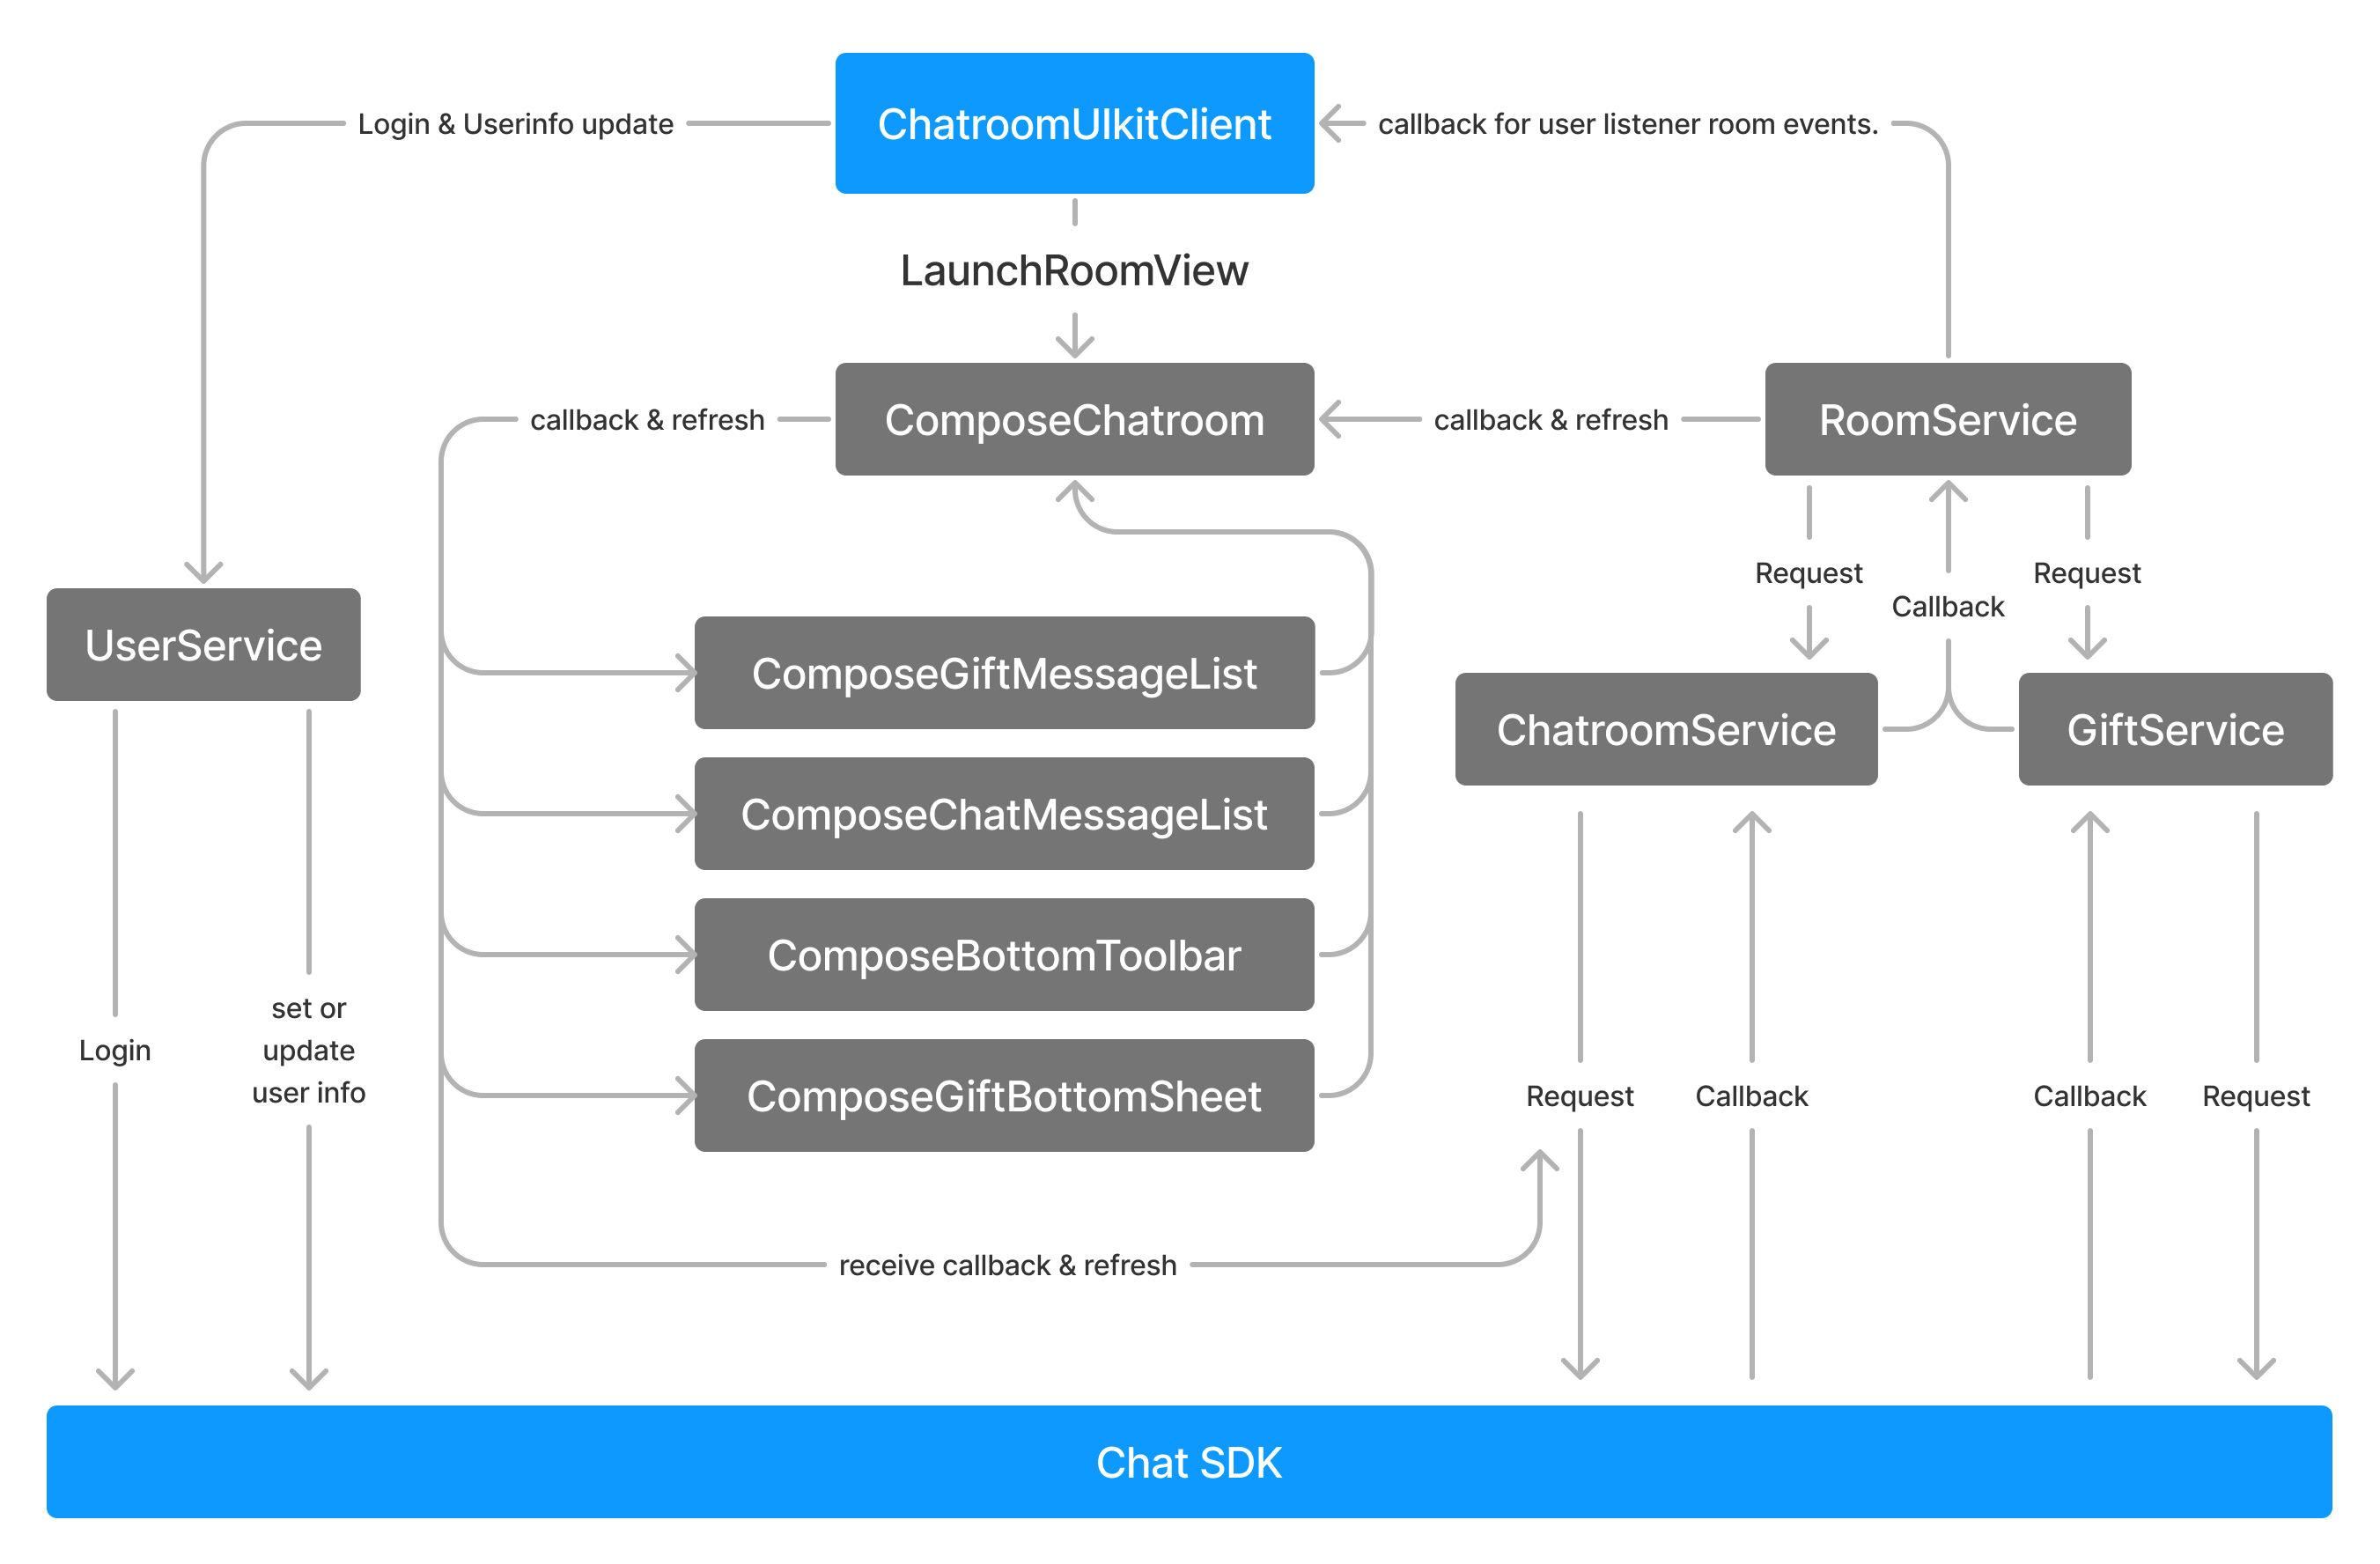 Login & Userinfo update
ChatroomUIkitClient
callback for user listener room events.
LaunchRoomView
callback & refresh
ComposeChatroom
callback & refresh
RoomService
Request
Callback
Request
UserService
ComposeGiftMessageList
ChatroomService
GiftService
ComposeChatMessageList
ComposeBottomToolbar
ComposeGiftBottomSheet
Login
set or
update
user info
Request
Callback
Callback
Request
receive callback & refresh
Chat SDK